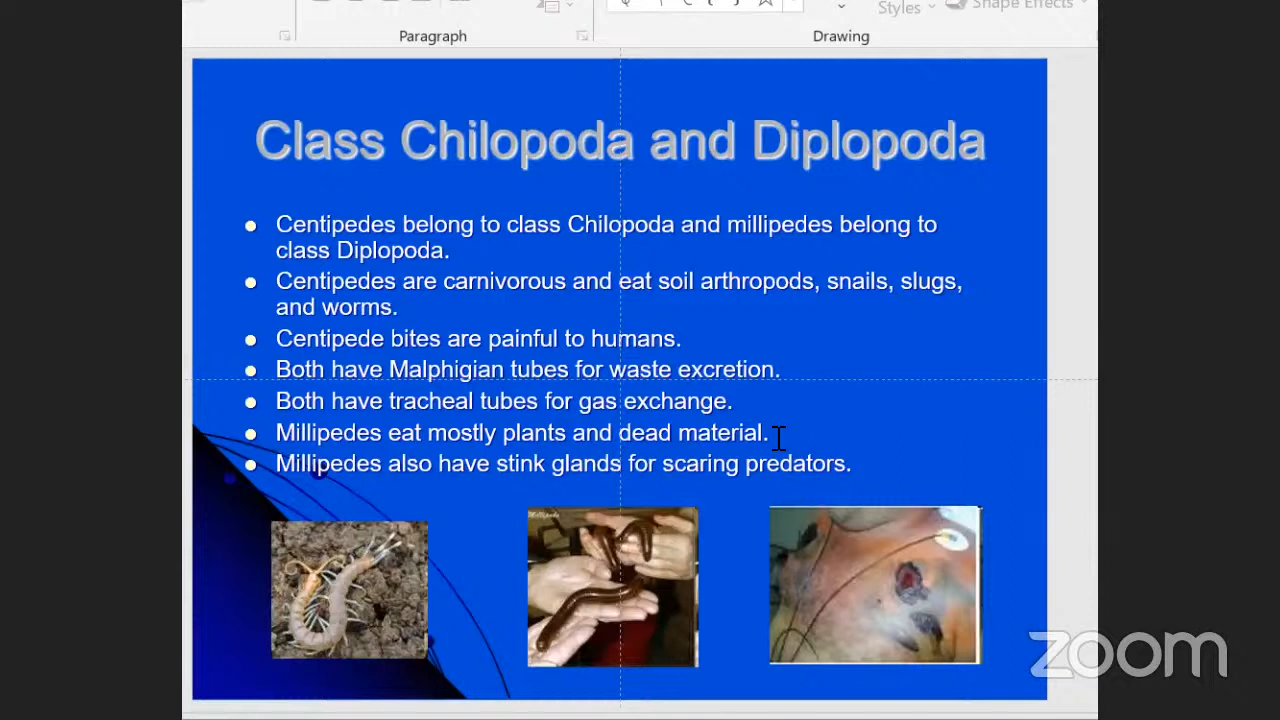 Styles
Shape Effects
Paragraph
Drawing
Class Chilopoda and Diplopoda
Centipedes belong to class Chilopoda and millipedes belong to
class Diplopoda.
Centipedes are carnivorous and eat soil arthropods, snails, slugs,
and worms.
Centipede bites are painful to humans.
Both have Malphigian tubes for waste excretion.
Both have tracheal tubes for gas exchange.
Millipedes eat mostly plants and dead material.
Millipedes also have stink glands for scaring predators.
zoom